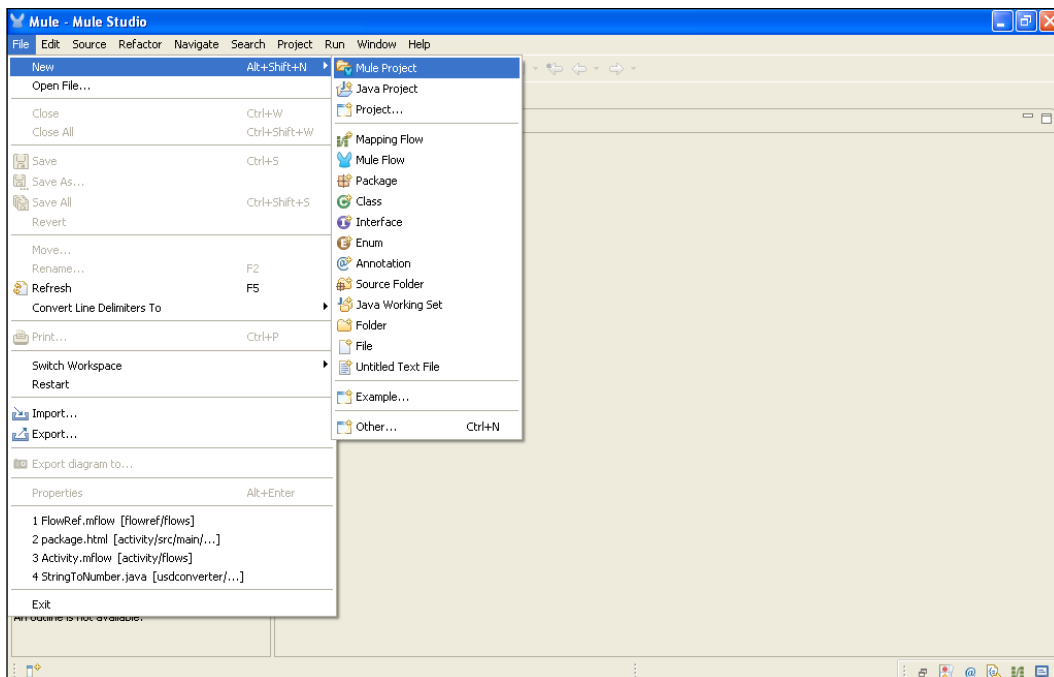 Mule - Mule Studio
File Edit Source Refactor Navigate Search Project Run Window Help
New Alt+Shift+N
Open File...
Close Ctrl+W
Close All Ctrl+Shift+W
Save Ctrl+S
Save As...
Save All Ctrl+Shift+S
Revert
Move...
Rename... F2
Refresh F5
Convert Line Delimiters To
Print... Ctrl+P
Switch Workspace
Restart
Import...
Export...
Export diagram to...
Properties Alt+Enter
1 FlowRef.mflow [flowref/flows]
2 package.html [activity/src/main/...]
3 Activity.mflow [activity/flows]
4 StringToNumber.java [usdconverter/...]
Exit
Mule Project
Java Project
Project...
Mapping Flow
Mule Flow
Package
Class
Interface
Enum
Annotation
Source Folder
Java Working Set
Folder
File
Untitled Text File
Example...
Other... Ctrl+N
An outline is not available.